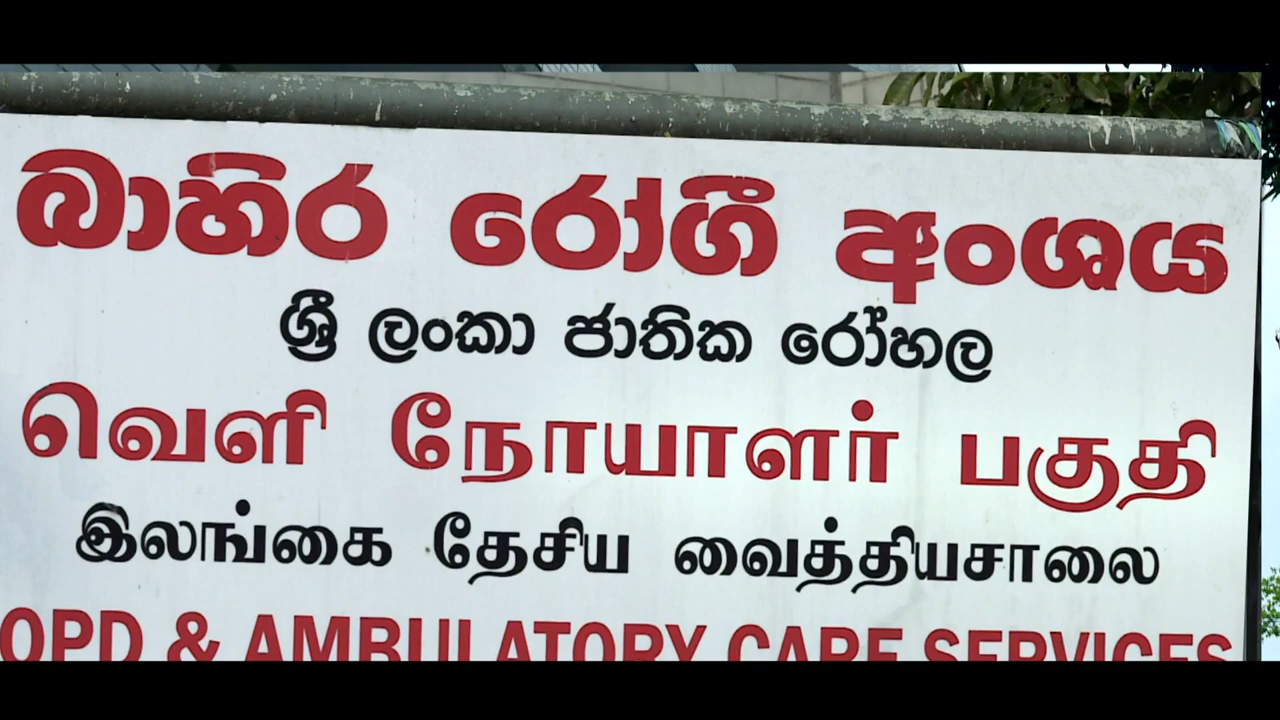 බාහිර රෝගී අංශය
ශ්‍රී ලංකා ජාතික රෝහල
வெளி நோயாளர் பகுதி
இலங்கை தேசிய வைத்தியசாலை
OPD & AMBULATORY CARE SERVICES